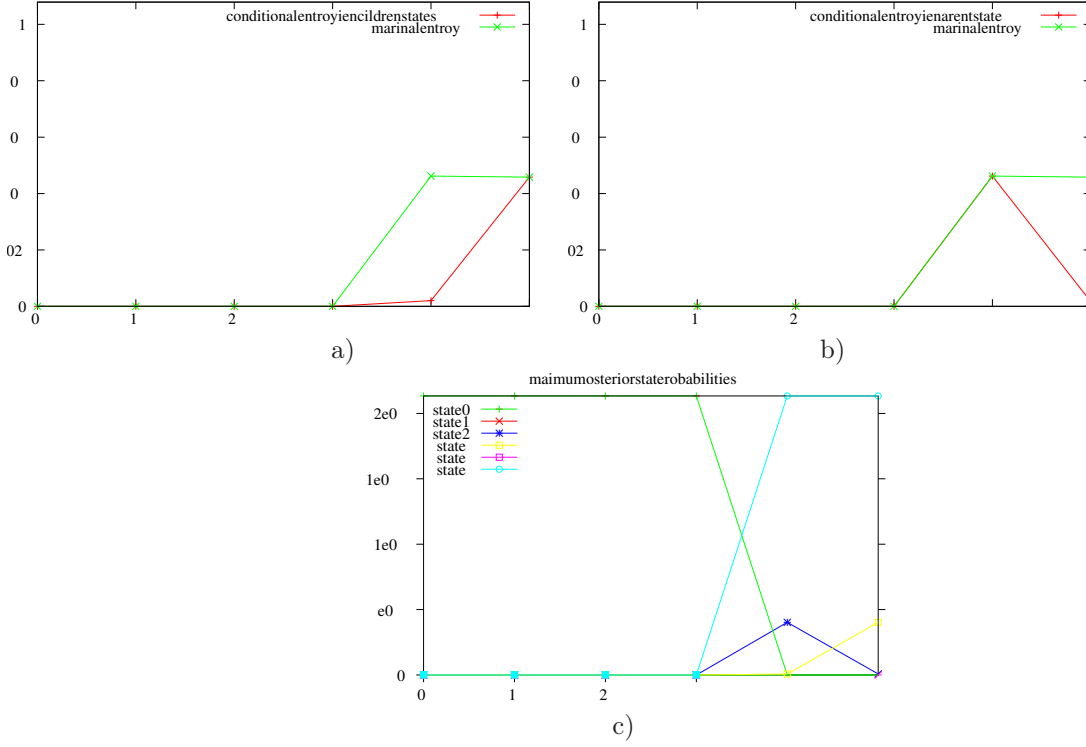 1
0
0
0
02
0
0
1
2
conditionalentroyiencildrenstates
marinalentroy
a)
1
0
0
0
02
0
0
1
2
conditionalentroyienarentstate
marinalentroy
b)
maimumosteriorstaterobabilities
2e0
1e0
1e0
e0
0
0
1
2
state0
state1
state2
state
state
state
c)